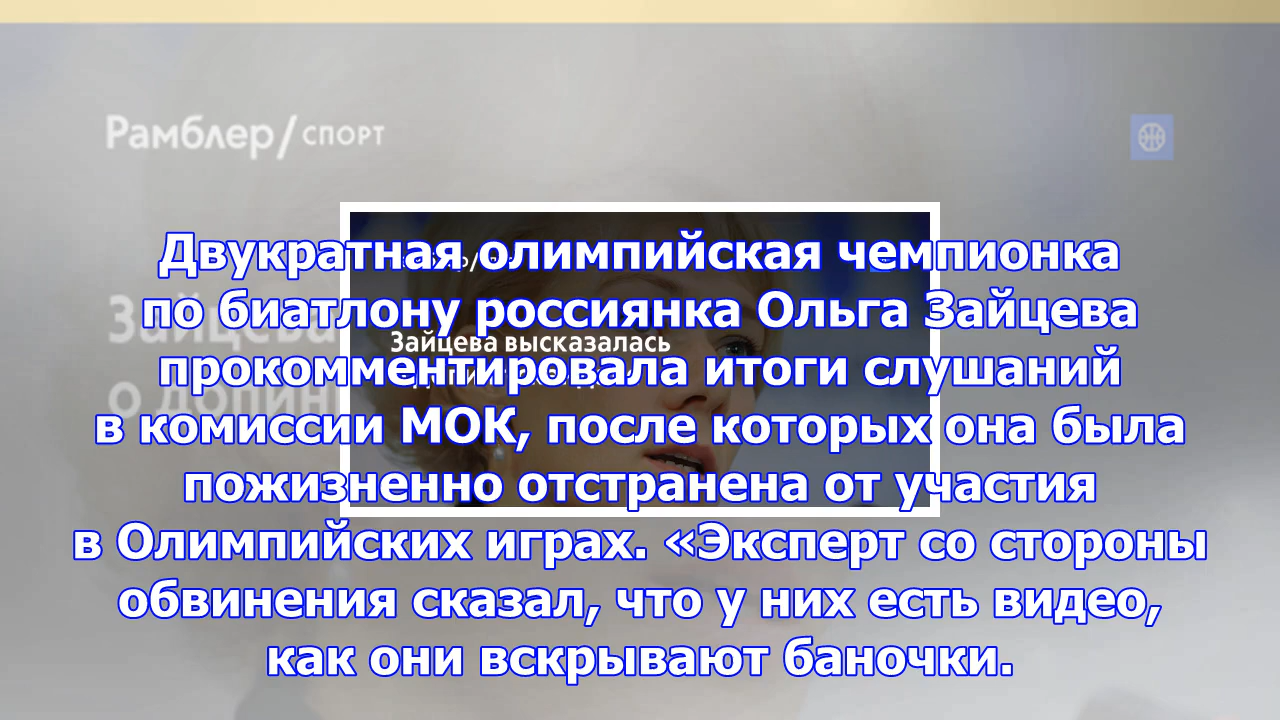 Рамблер/спорт
Двукратная олимпийская чемпионка
по биатлону россиянка Ольга Зайцева
Зайцева высказалась
прокомментировала итоги слушаний
в комиссии МОК, после которых она была
пожизненно отстранена от участия
в Олимпийских играх. «Эксперт со стороны
обвинения сказал, что у них есть видео,
как они вскрывают баночки.